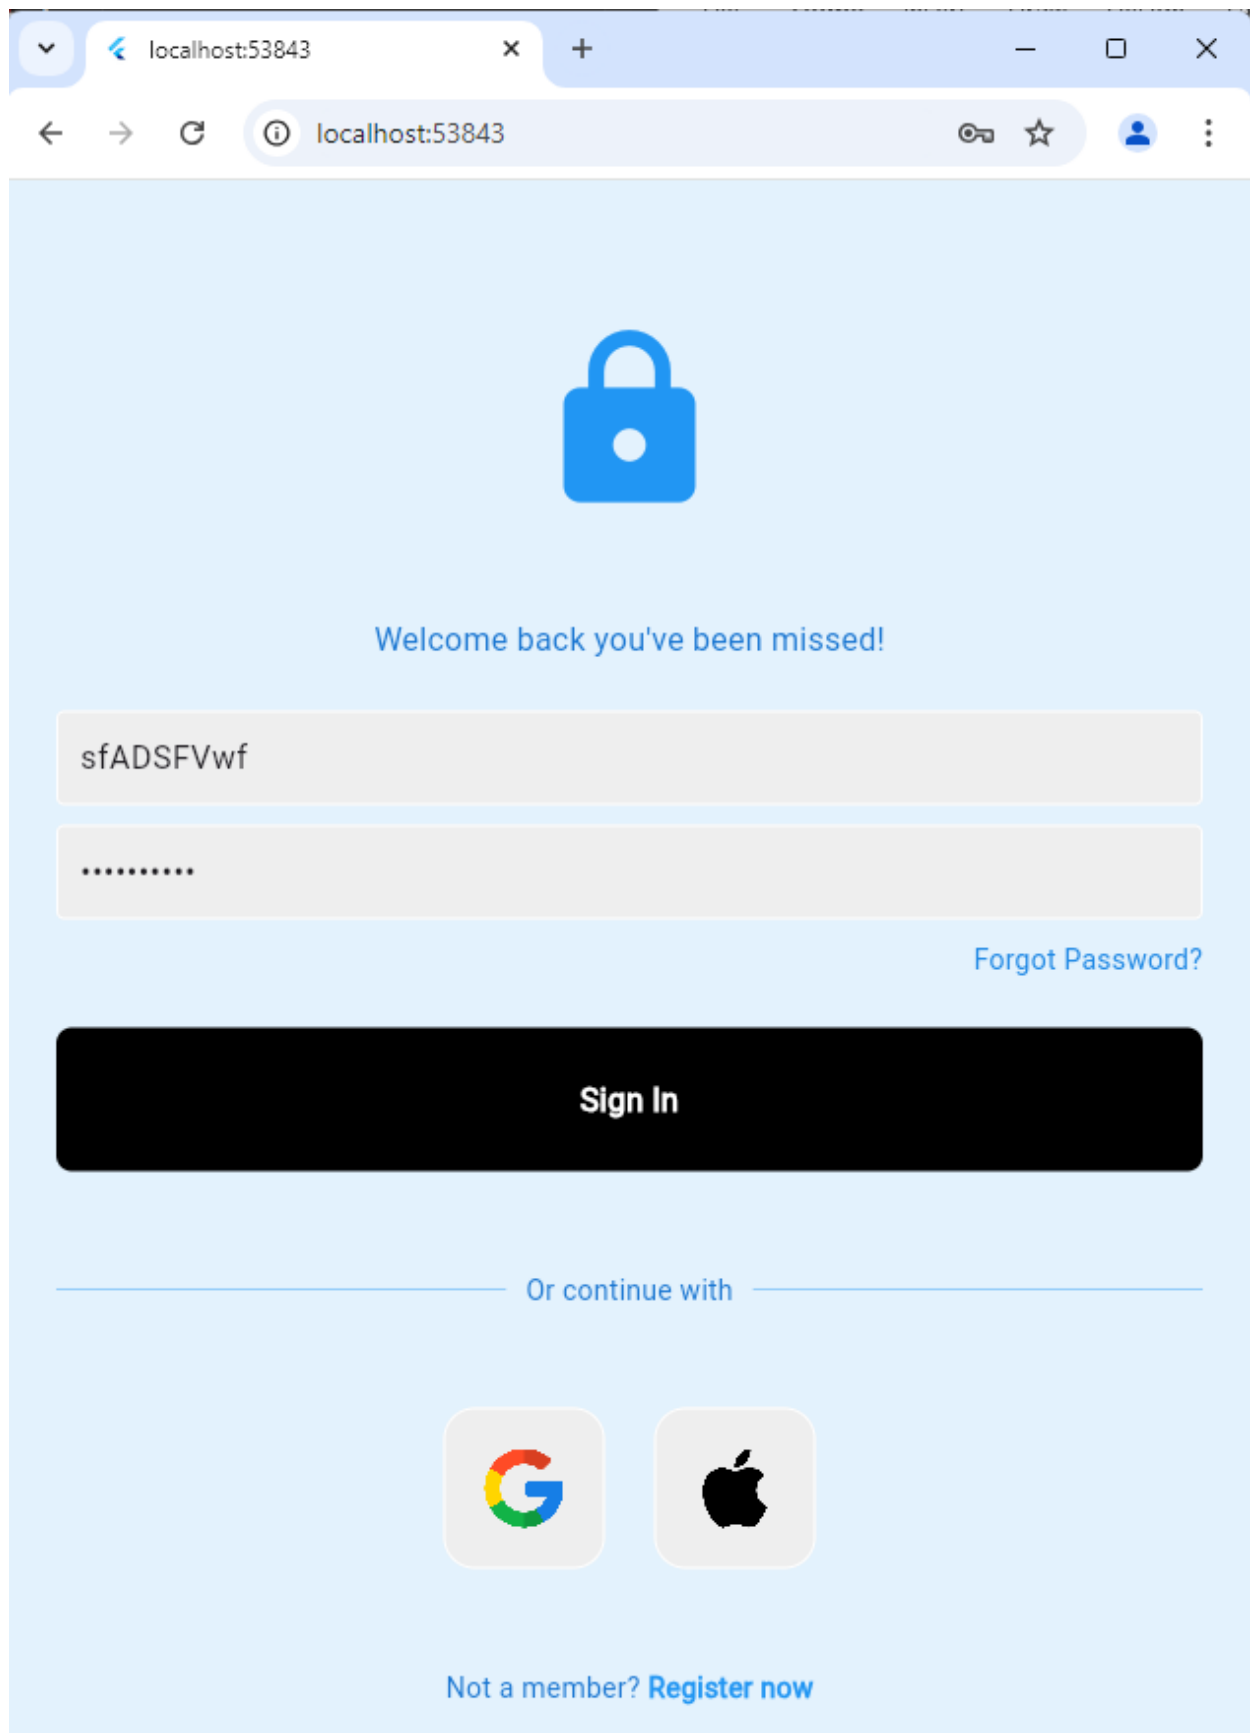 localhost:53843
localhost:53843
Welcome back you've been missed!
sfADSFVwf
••••••••••
Forgot Password?
Sign In
Or continue with
Not a member? Register now